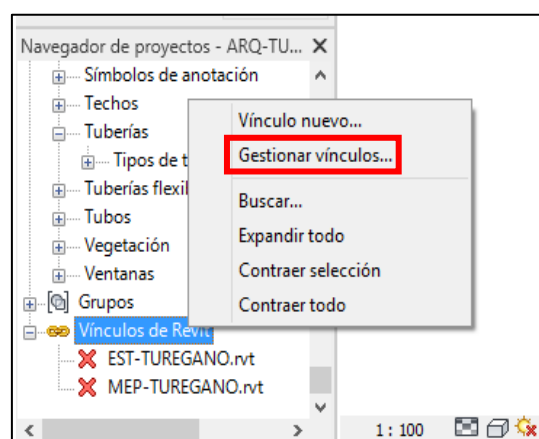 Navegador de proyectos - ARQ-TU...
Símbolos de anotación
Techos
Tuberías
Tipos de t
Tuberías flexil
Tubos
Vegetación
Ventanas
Grupos
Vínculos de Revit
EST-TUREGANO.rvt
MEP-TUREGANO.rvt
Vínculo nuevo...
Gestionar vínculos...
Buscar...
Expandir todo
Contraer selección
Contraer todo
1 : 100